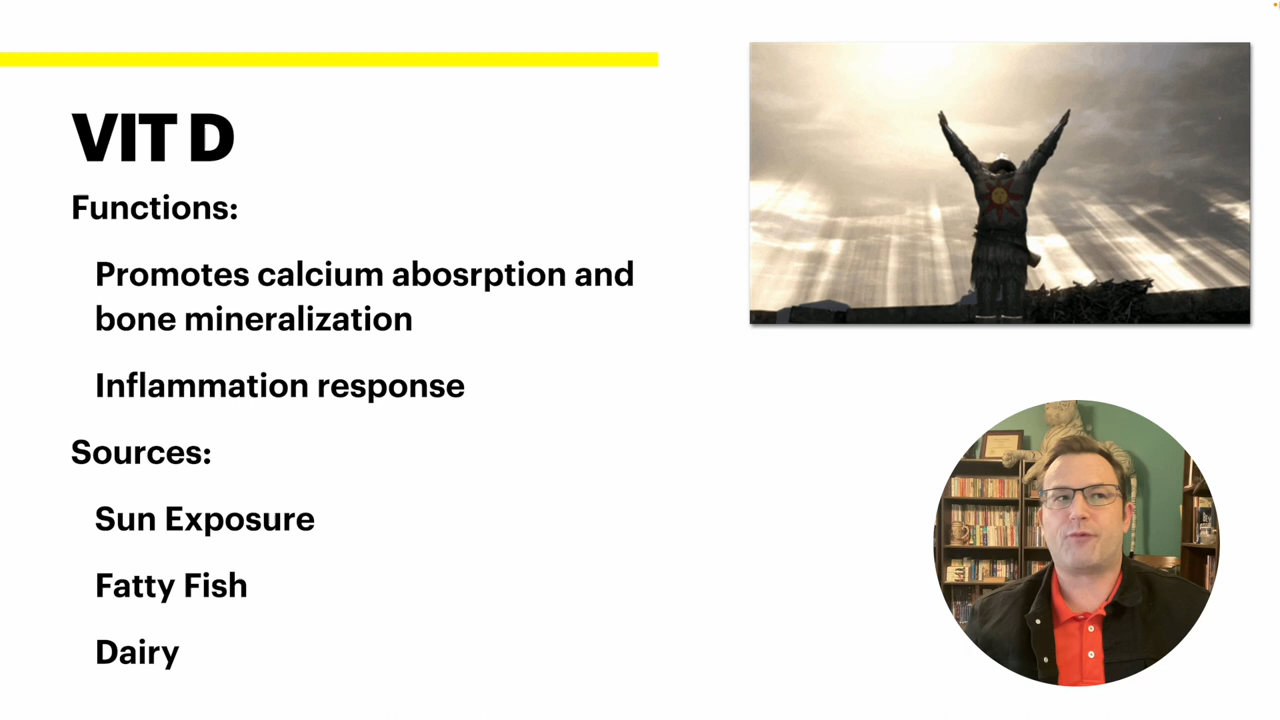 VIT D
Functions:
Promotes calcium abosrption and
bone mineralization
Inflammation response
Sources:
Sun Exposure
Fatty Fish
Dairy